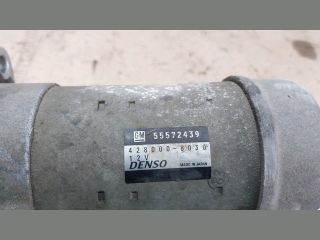 GM 55572439
428000-8030
12V
DENSO MADE IN JAPAN